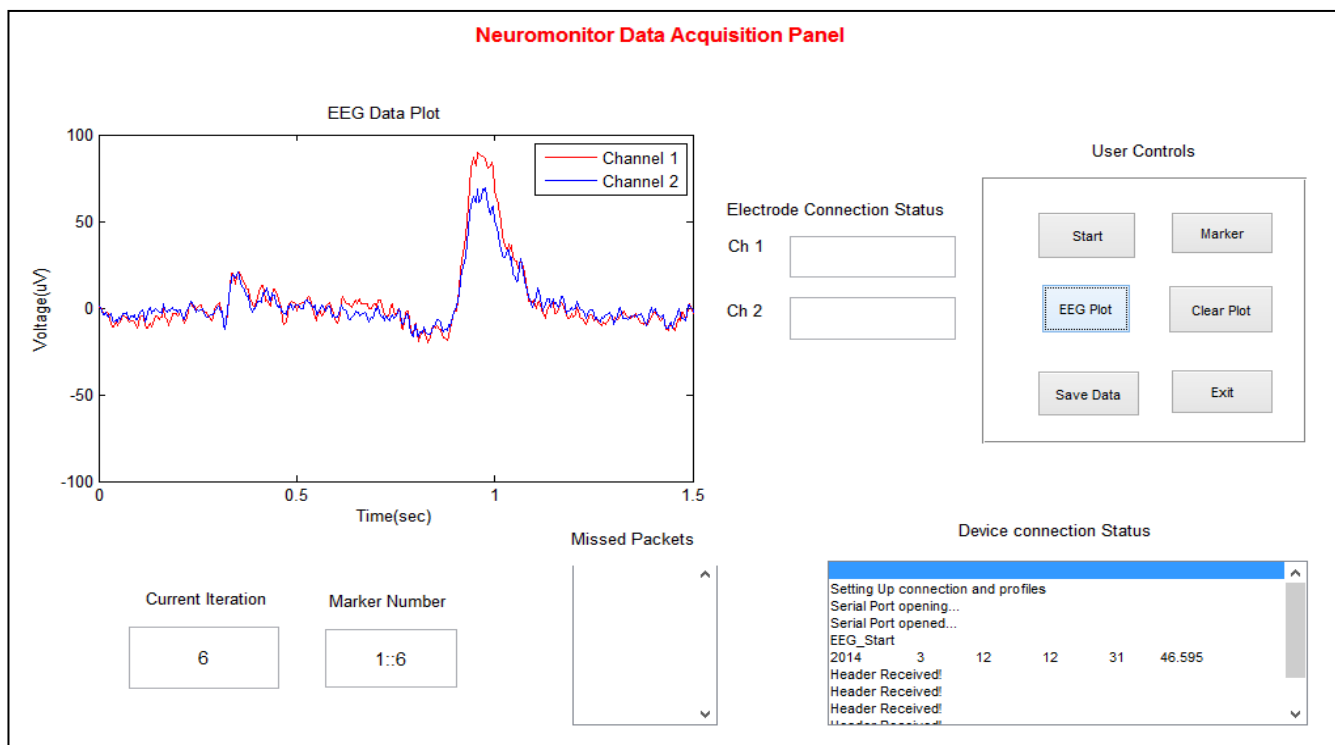 Neuromonitor Data Acquisition Panel
EEG Data Plot
100
50
0
-50
-100
0
0.5
1
1.5
Voltage(uV)
Time(sec)
Channel 1
Channel 2
Electrode Connection Status
Ch 1
Ch 2
User Controls
Start
Marker
EEG Plot
Clear Plot
Save Data
Exit
Current Iteration
6
Marker Number
1::6
Missed Packets
Device connection Status
Setting Up connection and profiles
Serial Port opening...
Serial Port opened...
EEG_Start
2014 3 12 12 31 46.595
Header Received!
Header Received!
Header Received!
Header Received!